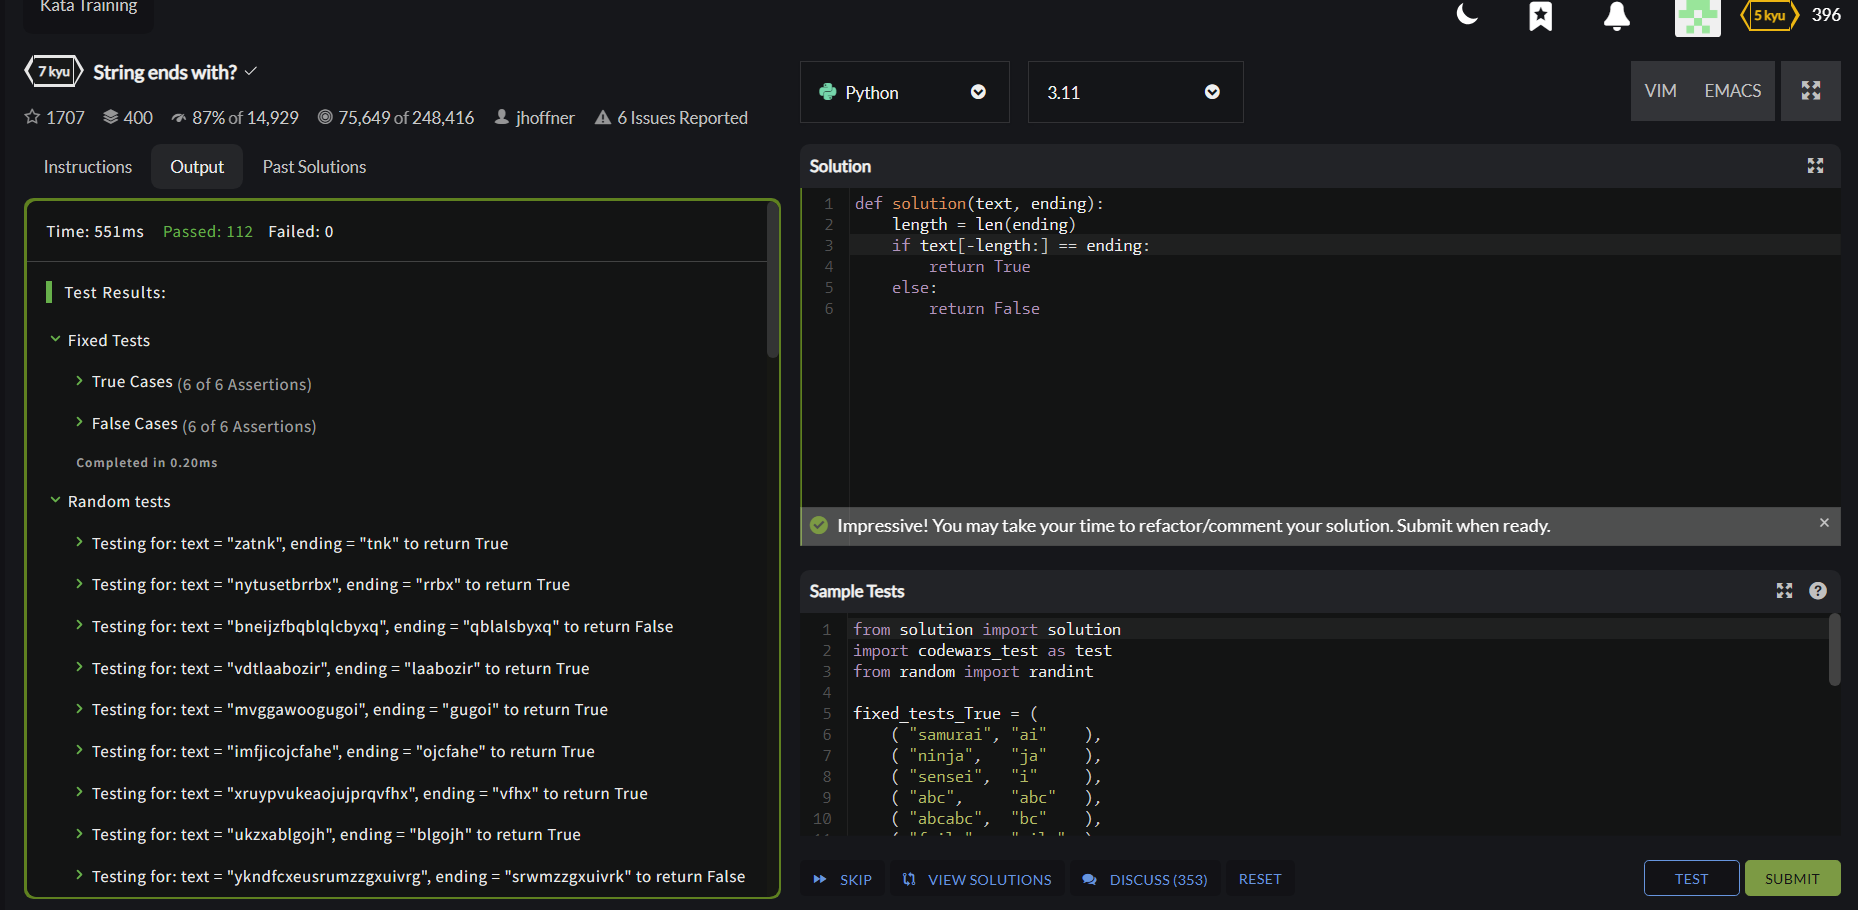 Kata Training
5 kyu 396
7 kyu String ends with?
1707 400 87% of 14,929 75,649 of 248,416 jhoffner 6 Issues Reported
Instructions Output Past Solutions
Time: 551ms Passed: 112 Failed: 0
Test Results:
Fixed Tests
True Cases (6 of 6 Assertions)
False Cases (6 of 6 Assertions)
Completed in 0.20ms
Random tests
Testing for: text = "zatnk", ending = "tnk" to return True
Testing for: text = "nytusetbrrbx", ending = "rrbx" to return True
Testing for: text = "bneijzfbqblqlcbyxq", ending = "qblalsbyxq" to return False
Testing for: text = "vdtlaabozir", ending = "laabozir" to return True
Testing for: text = "mvggawoogugoi", ending = "gugoi" to return True
Testing for: text = "imfjicojcfahe", ending = "ojcfahe" to return True
Testing for: text = "xruypvukeaojujprqvfhx", ending = "vfhx" to return True
Testing for: text = "ukzxablgojh", ending = "blgojh" to return True
Testing for: text = "ykndfcxeusrumzzgxuivrg", ending = "srwmzzgxuivrk" to return False
Python 3.11 VIM EMACS
Solution
1 def solution(text, ending):
2 length = len(ending)
3 if text[-length:] == ending:
4 return True
5 else:
6 return False
Impressive! You may take your time to refactor/comment your solution. Submit when ready. ×
Sample Tests
1 from solution import solution
2 import codewars_test as test
3 from random import randint
4
5 fixed_tests_True = (
6 ( "samurai", "ai" ),
7 ( "ninja", "ja" ),
8 ( "sensei", "i" ),
9 ( "abc", "abc" ),
10 ( "abcabc", "bc" ),
SKIP VIEW SOLUTIONS DISCUSS (353) RESET TEST SUBMIT